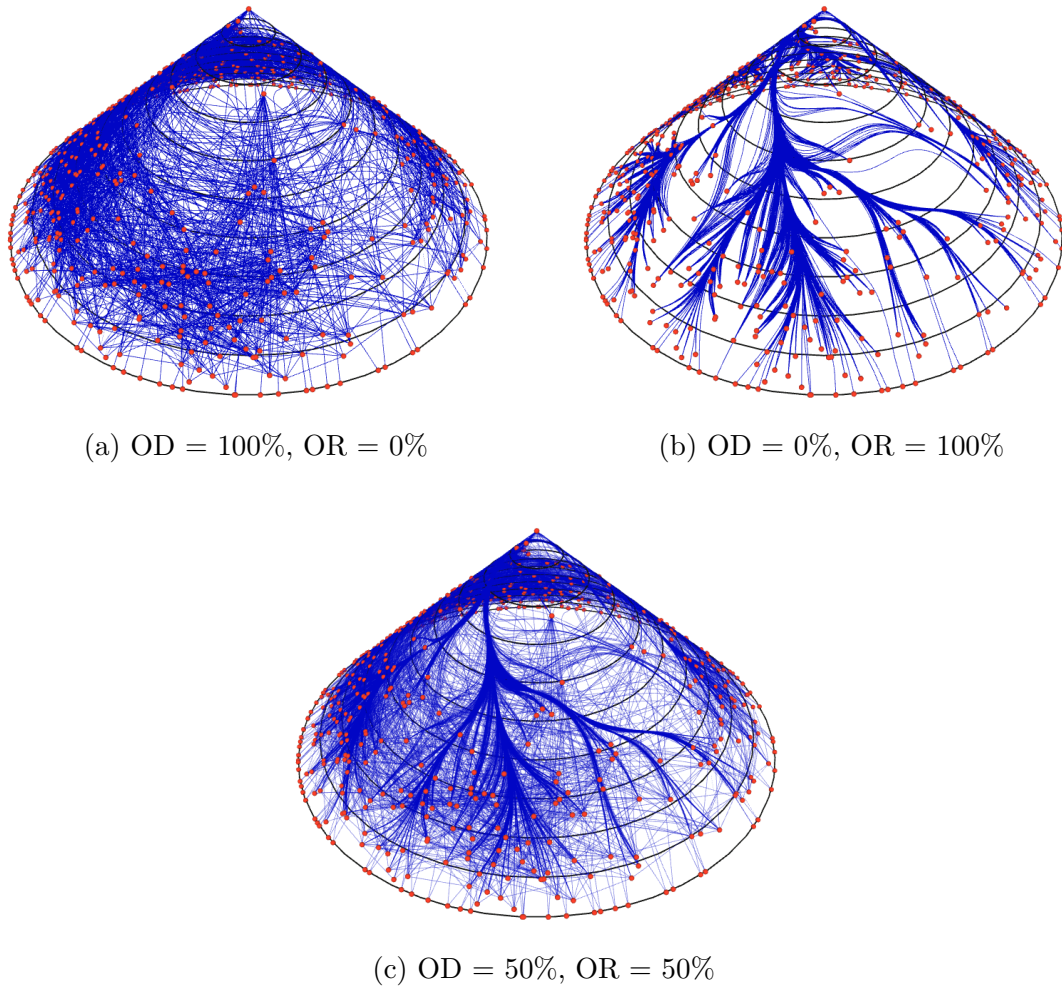 (a) OD = 100%, OR = 0%
(b) OD = 0%, OR = 100%
(c) OD = 50%, OR = 50%